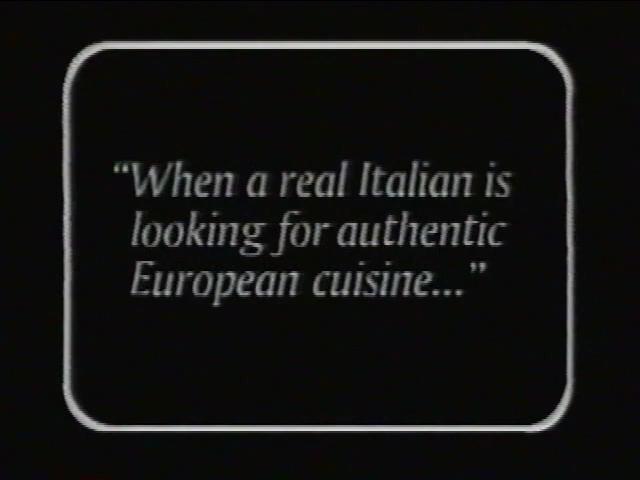 “When a real Italian is
looking for authentic
European cuisine...”